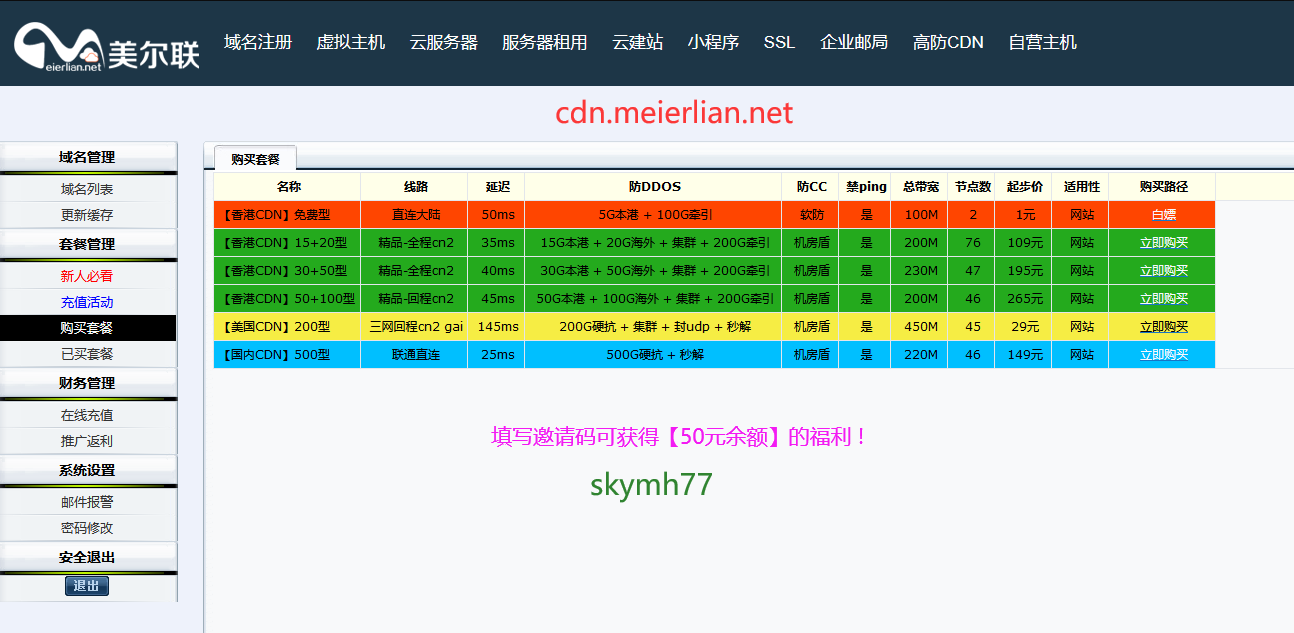 eierlian.net 美尔联 域名注册 虚拟主机 云服务器 服务器租用 云建站 小程序 SSL 企业邮局 高防CDN 自营主机
cdn.meierlian.net
域名管理
域名列表
更新缓存
套餐管理
新人必看
充值活动
购买套餐
已买套餐
财务管理
在线充值
推广返利
系统设置
邮件报警
密码修改
安全退出
退出
购买套餐
名称 线路 延迟 防DDOS 防CC 禁ping 总带宽 节点数 起步价 适用性 购买路径
【香港CDN】免费型 直连大陆 50ms 5G本港 + 100G牵引 软防 是 100M 2 1元 网站 白嫖
【香港CDN】15+20型 精品-全程cn2 35ms 15G本港 + 20G海外 + 集群 + 200G牵引 机房盾 是 200M 76 109元 网站 立即购买
【香港CDN】30+50型 精品-全程cn2 40ms 30G本港 + 50G海外 + 集群 + 200G牵引 机房盾 是 230M 47 195元 网站 立即购买
【香港CDN】50+100型 精品-回程cn2 45ms 50G本港 + 100G海外 + 集群 + 200G牵引 机房盾 是 200M 46 265元 网站 立即购买
【美国CDN】200型 三网回程cn2 gai 145ms 200G硬抗 + 集群 + 封udp + 秒解 机房盾 是 450M 45 29元 网站 立即购买
【国内CDN】500型 联通直连 25ms 500G硬抗 + 秒解 机房盾 是 220M 46 149元 网站 立即购买
填写邀请码可获得【50元余额】的福利！
skymh77